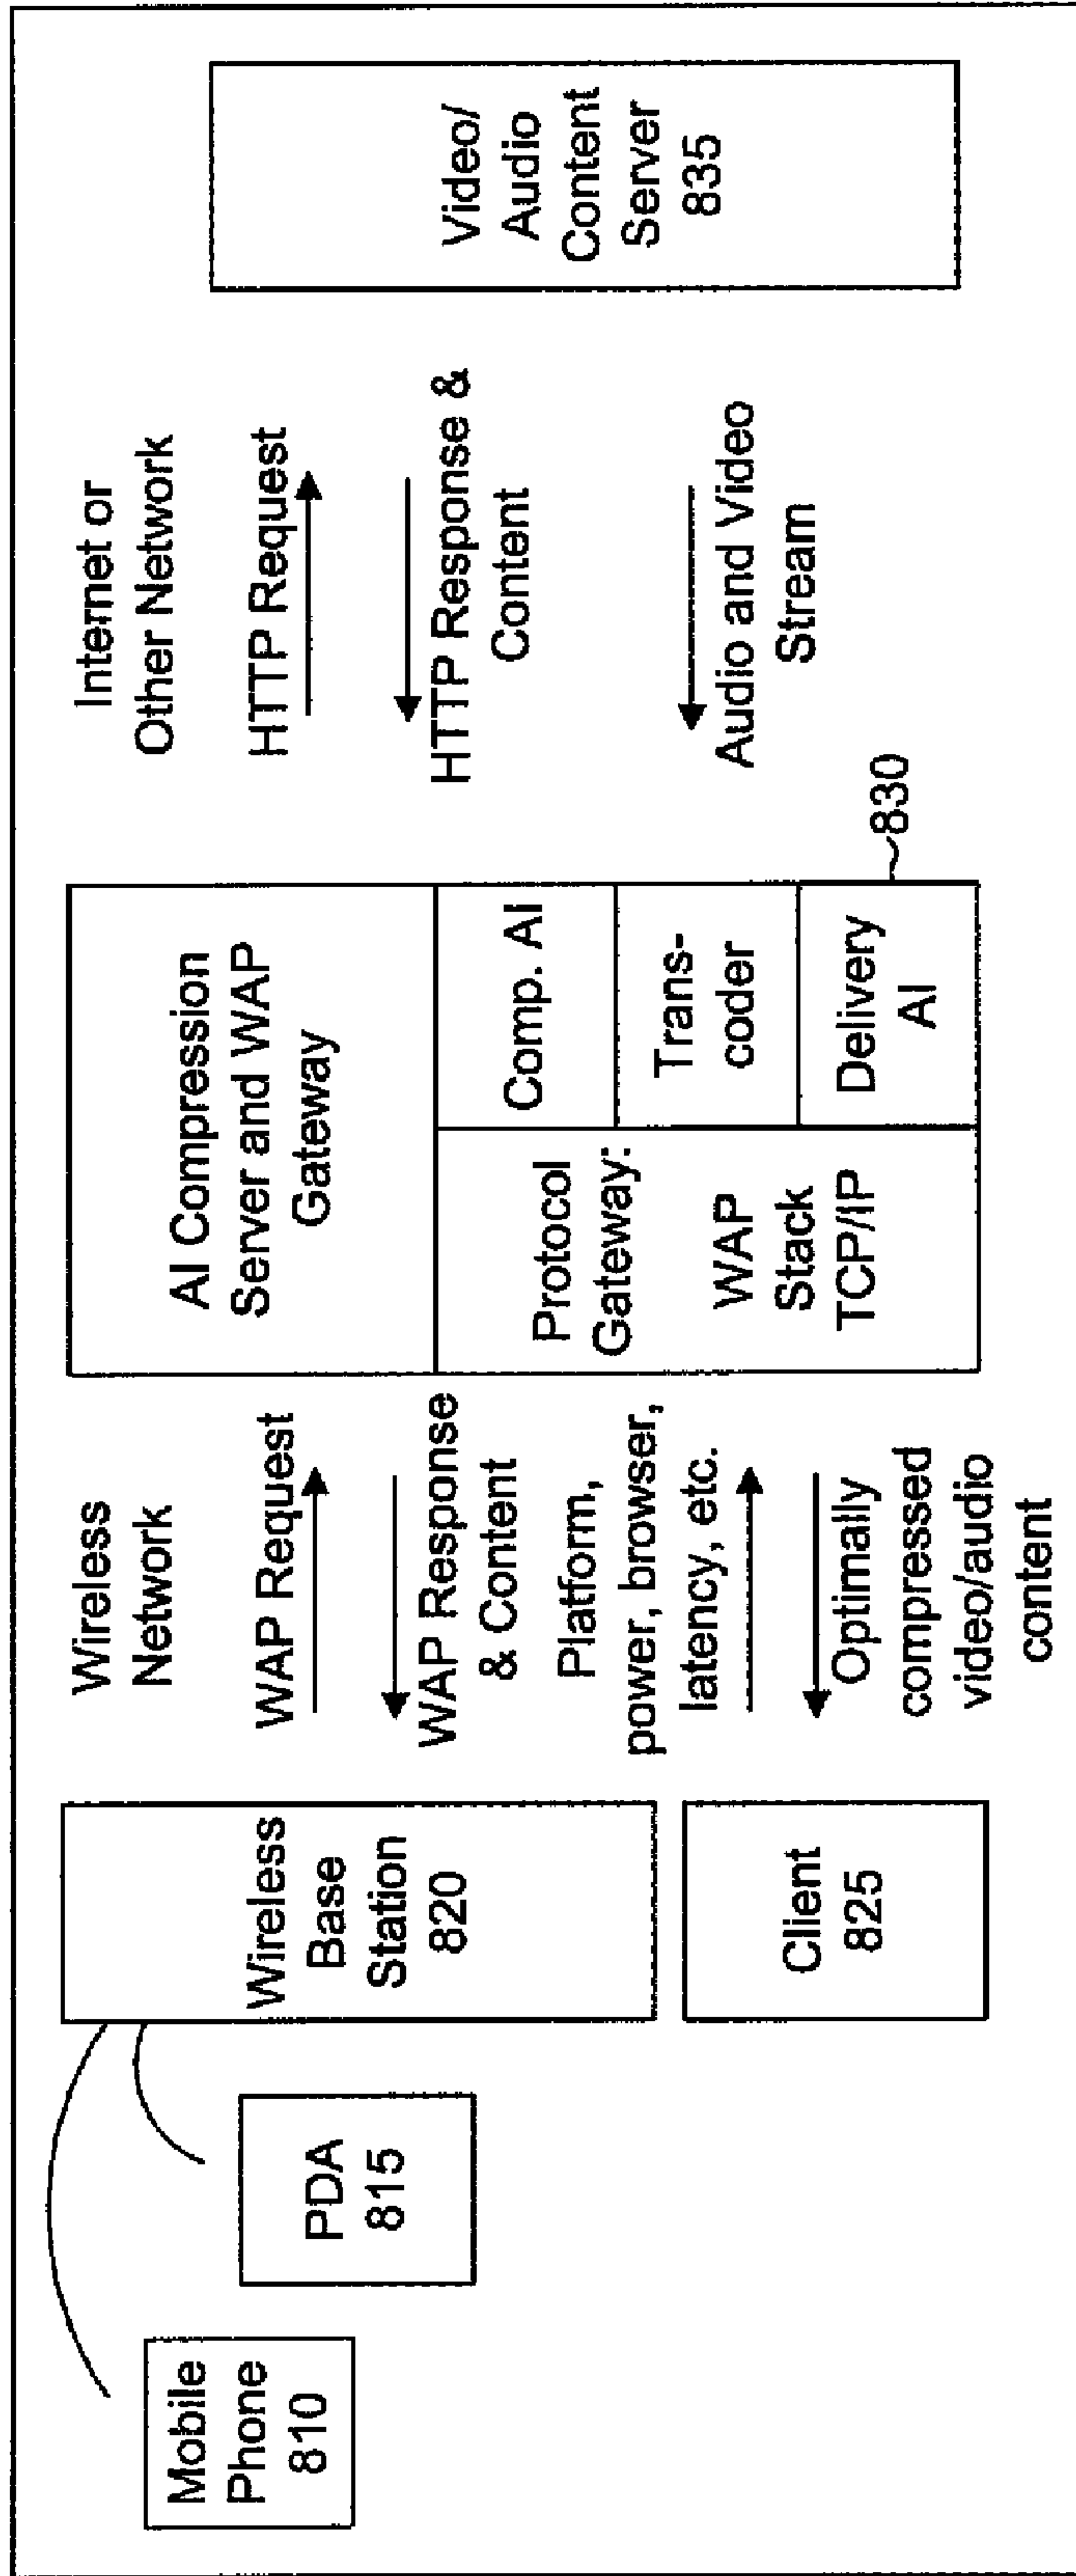 Mobile
Phone
810
PDA
815
Wireless
Base
Station
820
Client
825
Wireless
Network
WAP Request
WAP Response
& Content
Platform,
power, browser,
latency, etc.
Optimally
compressed
video/audio
content
AI Compression
Server and WAP
Gateway
Protocol
Gateway:
WAP
Stack
TCP/IP
Comp. AI
Trans-
coder
Delivery
AI
830
Internet or
Other Network
HTTP Request
HTTP Response &
Content
Audio and Video
Stream
Video/
Audio
Content
Server
835